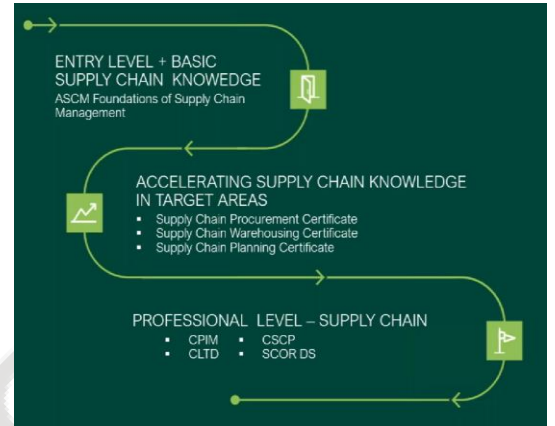 ENTRY LEVEL + BASIC
SUPPLY CHAIN KNOWEDGE
ASCM Foundations of Supply Chain
Management
ACCELERATING SUPPLY CHAIN KNOWLEDGE
IN TARGET AREAS
▪ Supply Chain Procurement Certificate
▪ Supply Chain Warehousing Certificate
▪ Supply Chain Planning Certificate
PROFESSIONAL LEVEL – SUPPLY CHAIN
▪ CPIM ▪ CSCP
▪ CLTD ▪ SCOR DS